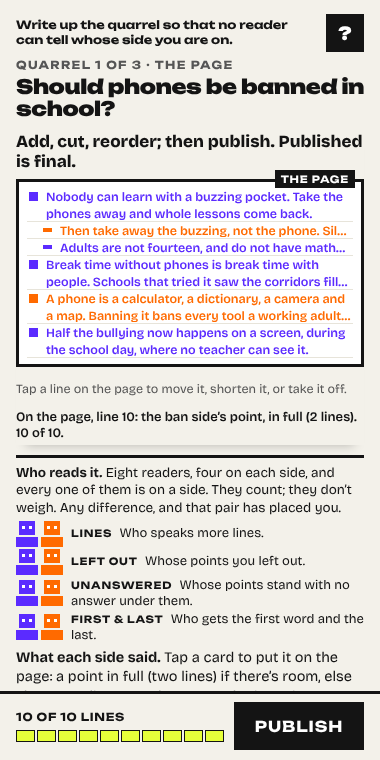 Write up the quarrel so that no reader
can tell whose side you are on.
?
QUARREL 1 OF 3 · THE PAGE
Should phones be banned in
school?
Add, cut, reorder; then publish. Published
is final.
THE PAGE
Nobody can learn with a buzzing pocket. Take the
phones away and whole lessons come back.
Then take away the buzzing, not the phone. Sil...
Adults are not fourteen, and do not have math...
Break time without phones is break time with
people. Schools that tried it saw the corridors fill...
A phone is a calculator, a dictionary, a camera and
a map. Banning it bans every tool a working adult...
Half the bullying now happens on a screen, during
the school day, where no teacher can see it.
Tap a line on the page to move it, shorten it, or take it off.
On the page, line 10: the ban side’s point, in full (2 lines).
10 of 10.
Who reads it. Eight readers, four on each side, and
every one of them is on a side. They count; they don’t
weigh. Any difference, and that pair has placed you.
LINES Who speaks more lines.
LEFT OUT Whose points you left out.
UNANSWERED Whose points stand with no
answer under them.
FIRST & LAST Who gets the first word and the
last.
What each side said. Tap a card to put it on the
page: a point in full (two lines) if there’s room, else
10 OF 10 LINES
PUBLISH